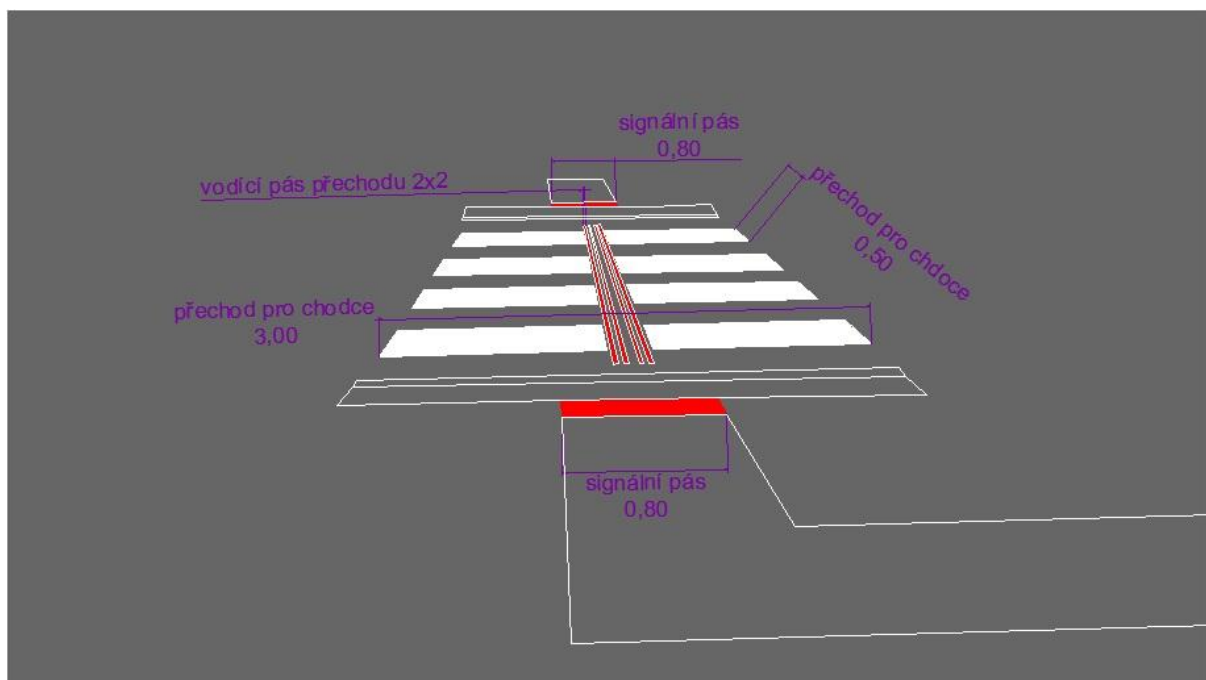 signální pás
0,80
vodící pás přechodu 2x2
přechod pro chdoce
0,50
přechod pro chodce
3,00
signální pás
0,80